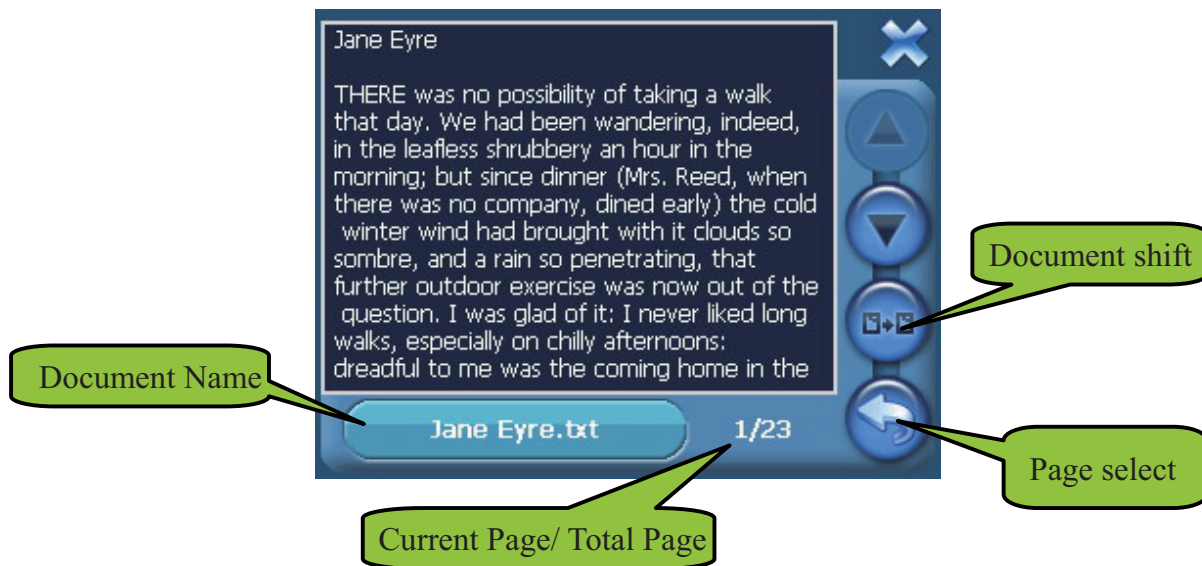 Jane Eyre
THERE was no possibility of taking a walk
that day. We had been wandering, indeed,
in the leafless shrubbery an hour in the
morning; but since dinner (Mrs. Reed, when
there was no company, dined early) the cold
winter wind had brought with it clouds so
sombre, and a rain so penetrating, that
further outdoor exercise was now out of the
question. I was glad of it: I never liked long
walks, especially on chilly afternoons:
dreadful to me was the coming home in the
Document shift
Document Name
Jane Eyre.txt
1/23
Page select
Current Page/ Total Page